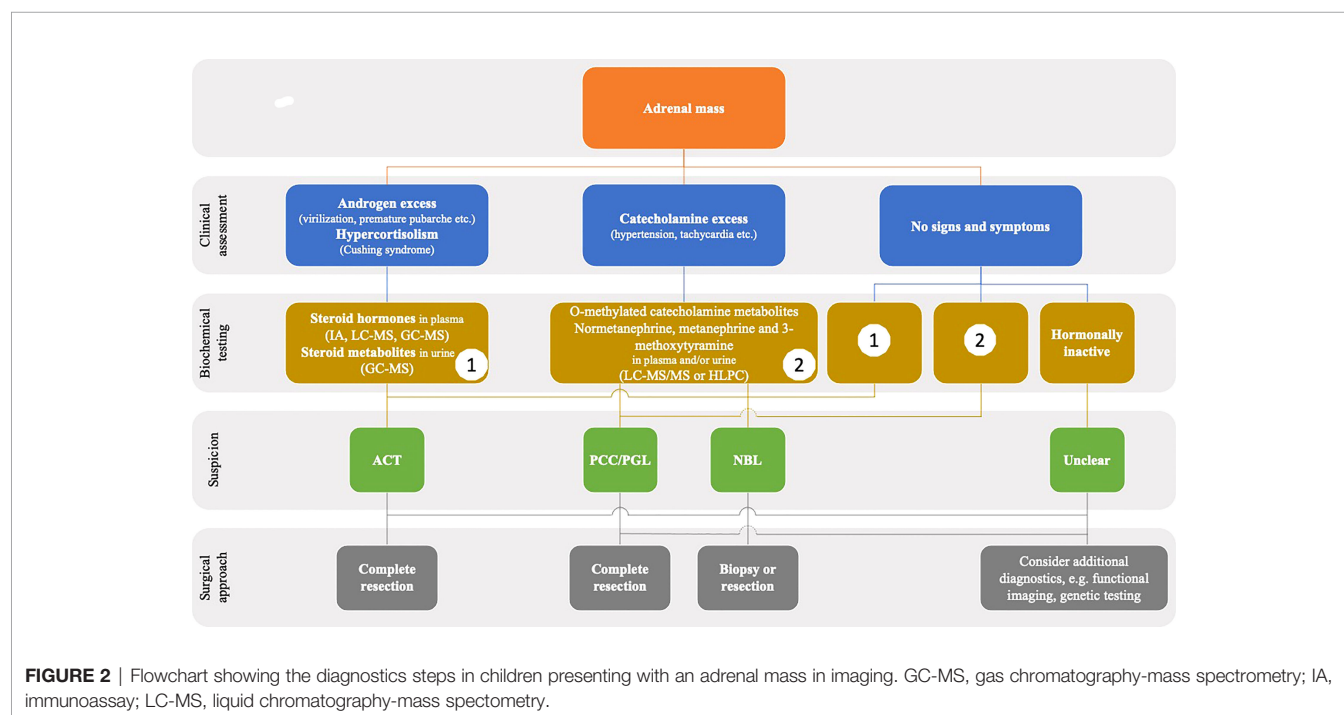 Adrenal mass
Clinical
assessment
Androgen excess
(virilization, premature pubarche etc.)
Hypercortisolism
(Cushing syndrome)
Catecholamine excess
(hypertension, tachycardia etc.)
No signs and symptoms
Biochemical
testing
Steroid hormones in plasma
(IA, LC-MS, GC-MS)
Steroid metabolites in urine
(GC-MS)
1
O-methylated catecholamine metabolites
Normetanephrine, metanephrine and 3-
methoxytyramine
in plasma and/or urine
(LC-MS/MS or HLPC)
2
1
2
Hormonally
inactive
Suspicion
ACT
PCC/PGL
NBL
Unclear
Surgical
approach
Complete
resection
Complete
resection
Biopsy or
resection
Consider additional
diagnostics, e.g. functional
imaging, genetic testing
FIGURE 2 | Flowchart showing the diagnostics steps in children presenting with an adrenal mass in imaging. GC-MS, gas chromatography-mass spectrometry; IA,
immunoassay; LC-MS, liquid chromatography-mass spectometry.